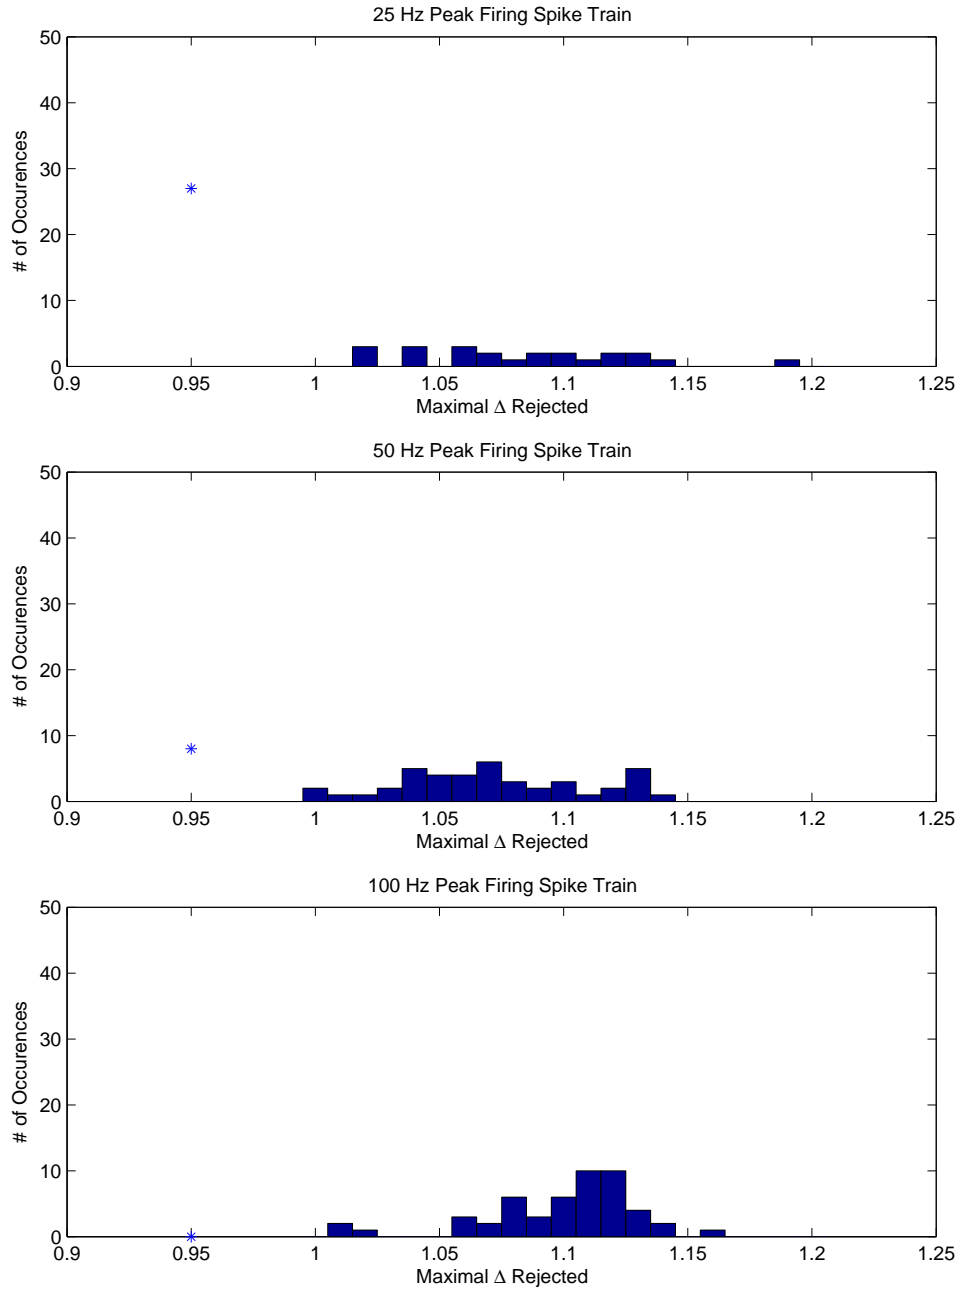 25 Hz Peak Firing Spike Train
50
40
30
20
10
0
# of Occurences
0.9 0.95 1 1.05 1.1 1.15 1.2 1.25
Maximal Δ Rejected
50 Hz Peak Firing Spike Train
50
40
30
20
10
0
# of Occurences
0.9 0.95 1 1.05 1.1 1.15 1.2 1.25
Maximal Δ Rejected
100 Hz Peak Firing Spike Train
50
40
30
20
10
0
# of Occurences
0.9 0.95 1 1.05 1.1 1.15 1.2 1.25
Maximal Δ Rejected